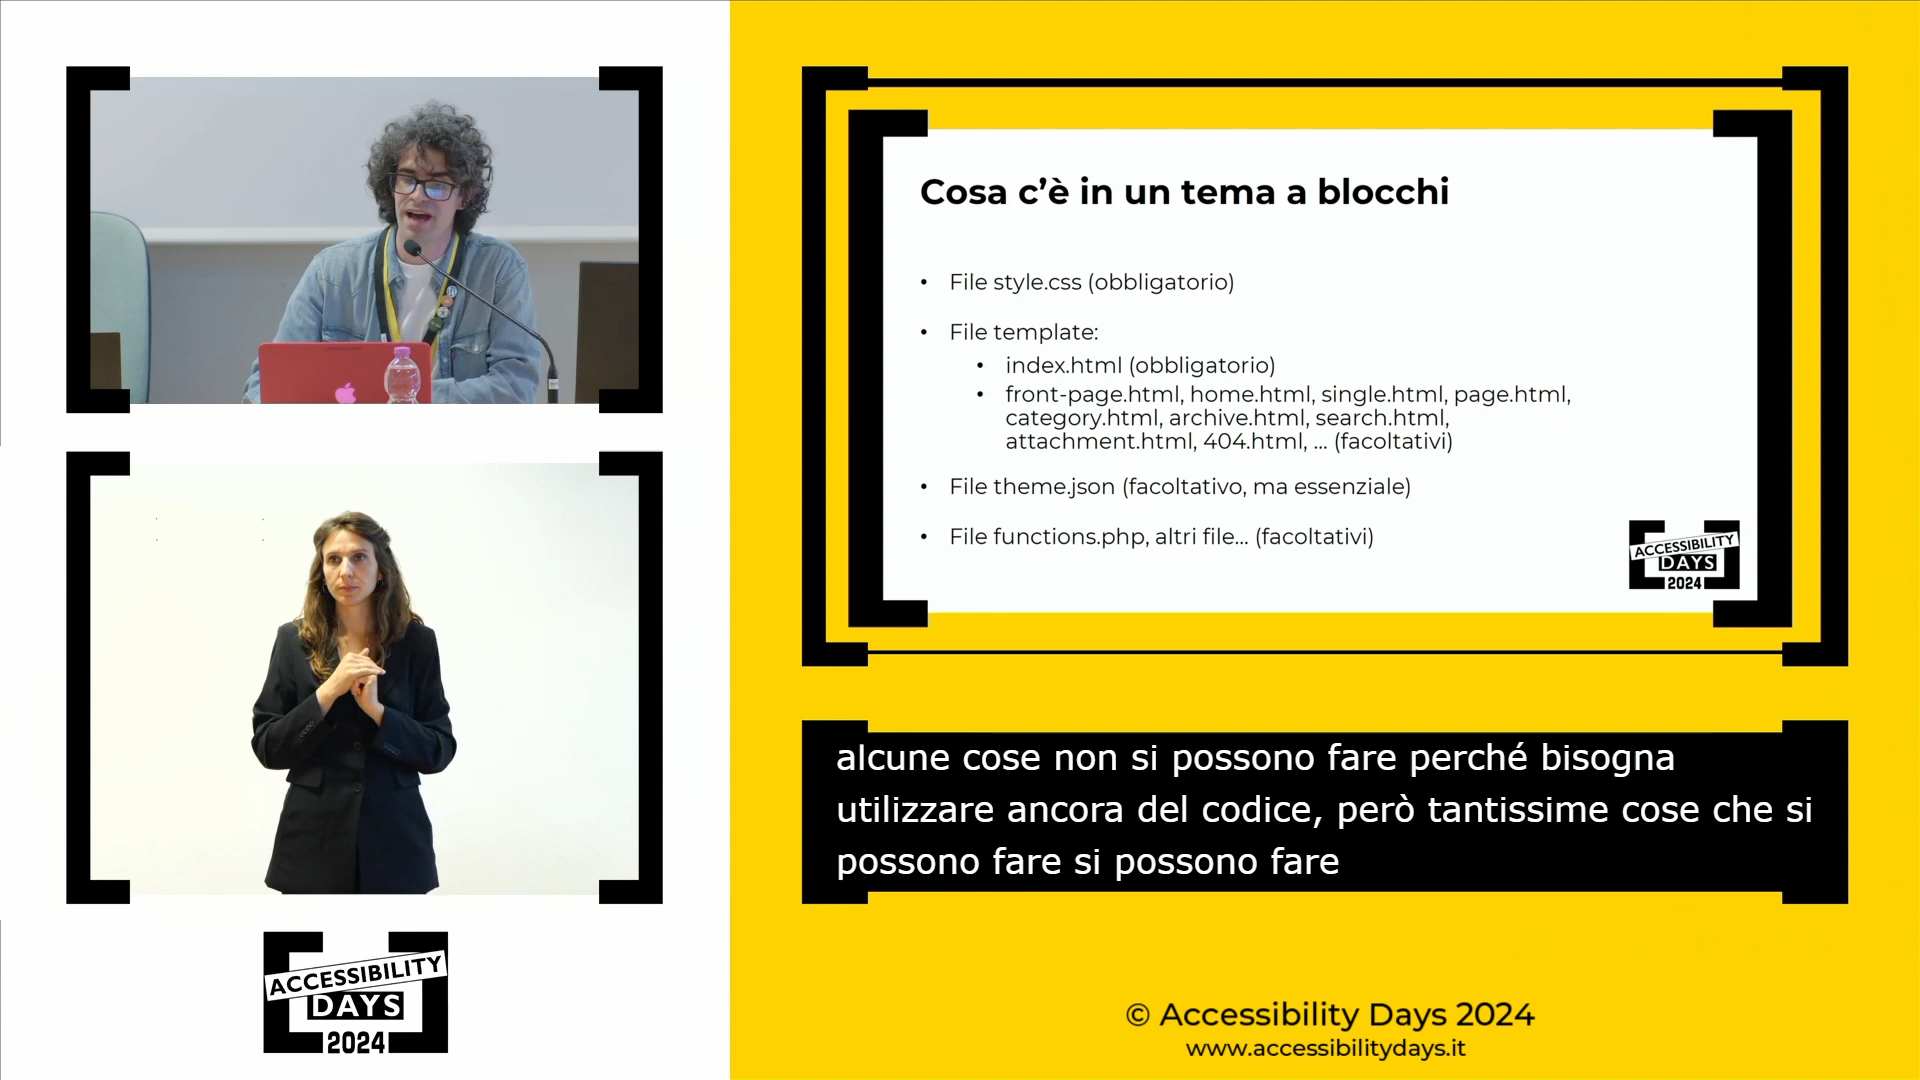 Cosa c’è in un tema a blocchi
• File style.css (obbligatorio)
• File template:
• index.html (obbligatorio)
• front-page.html, home.html, single.html, page.html,
category.html, archive.html, search.html,
attachment.html, 404.html, ... (facoltativi)
• File theme.json (facoltativo, ma essenziale)
• File functions.php, altri file... (facoltativi)
ACCESSIBILITY
DAYS
2024
alcune cose non si possono fare perché bisogna
utilizzare ancora del codice, però tantissime cose che si
possono fare si possono fare
ACCESSIBILITY
DAYS
2024
© Accessibility Days 2024
www.accessibilitydays.it